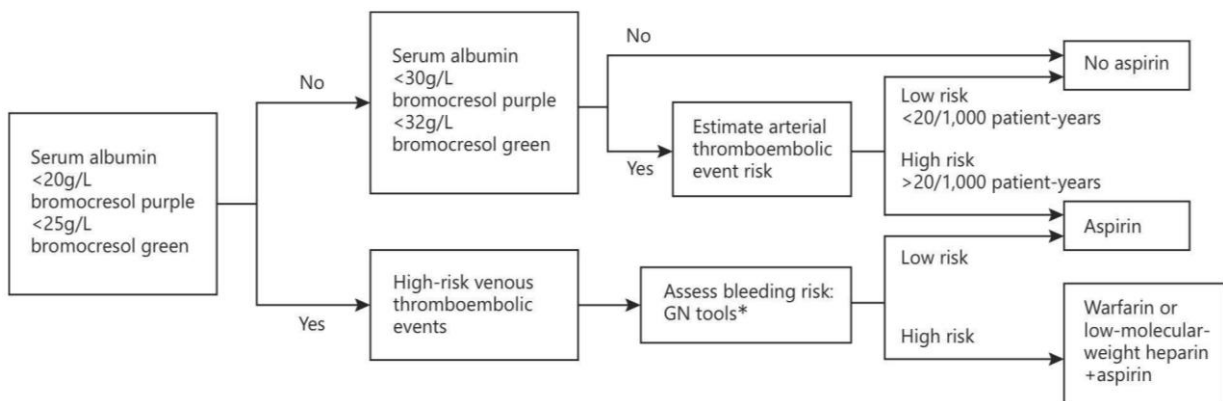 Serum albumin
<20g/L
bromocresol purple
<25g/L
bromocresol green
No
Yes
Serum albumin
<30g/L
bromocresol purple
<32g/L
bromocresol green
No
Yes
Estimate arterial
thromboembolic
event risk
Low risk
<20/1,000 patient-years
High risk
>20/1,000 patient-years
No aspirin
Aspirin
High-risk venous
thromboembolic
events
Assess bleeding risk:
GN tools*
Low risk
High risk
Warfarin or
low-molecular-
weight heparin
+aspirin